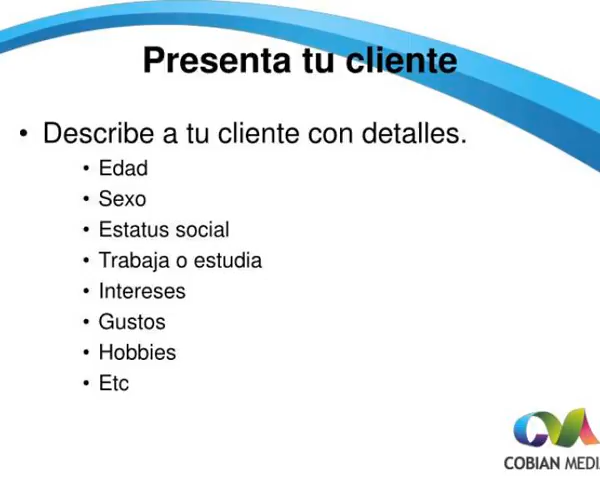 Presenta tu cliente
• Describe a tu cliente con detalles.
• Edad
• Sexo
• Estatus social
• Trabaja o estudia
• Intereses
• Gustos
• Hobbies
• Etc
COBIAN MEDI